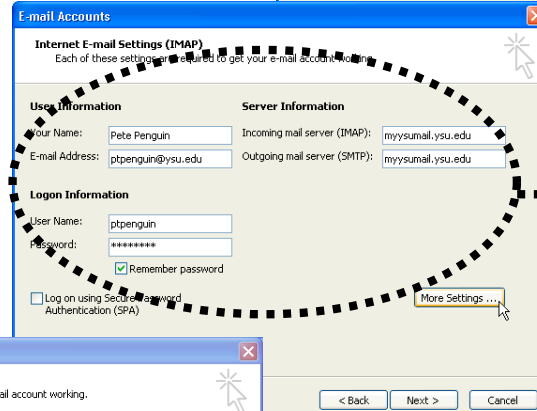 E-mail Accounts
Internet E-mail Settings (IMAP)
Each of these settings are required to get your e-mail account working.
User Information
Server Information
Your Name: Pete Penguin
Incoming mail server (IMAP): myysumail.ysu.edu
E-mail Address: ptpenguin@ysu.edu
Outgoing mail server (SMTP): myysumail.ysu.edu
Logon Information
User Name: ptpenguin
Password: ********
Remember password
Log on using Secure Password
Authentication (SPA)
More Settings ...
ail account working.
< Back Next > Cancel